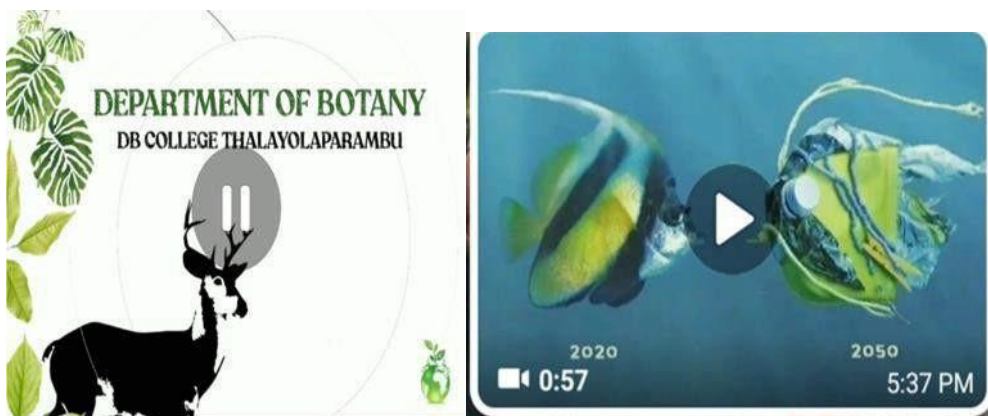 DEPARTMENT OF BOTANY
DB COLLEGE THALAYOLAPARAMBU
2020
2050
0:57
5:37 PM